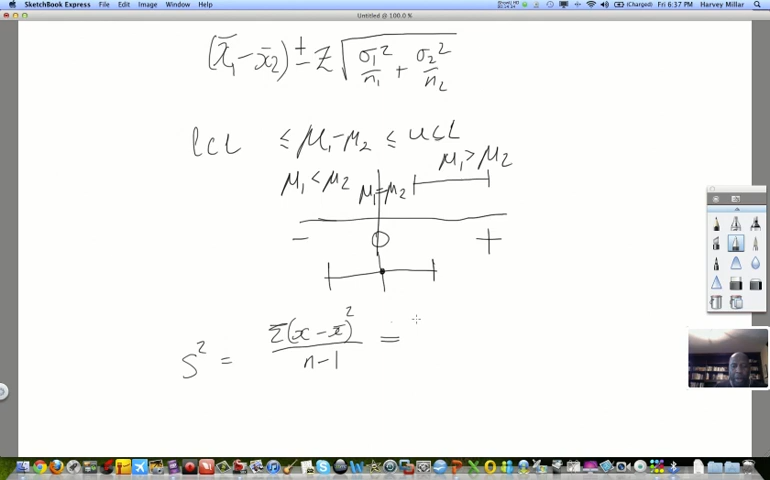 SketchBook Express File Edit Image Window Help (Charged) Fri 6:37 PM Harvey Millar
Untitled @ 100.0 %
(x̄₁-x̄₂) ± Z √(σ₁²/n₁ + σ₂²/n₂)
lcl ≤ μ₁-μ₂ ≤ ucl
μ₁ < μ₂ μ₁=μ₂ μ₁ > μ₂
- 0 +
S² = Σ(x-x̄)²/n-1 =